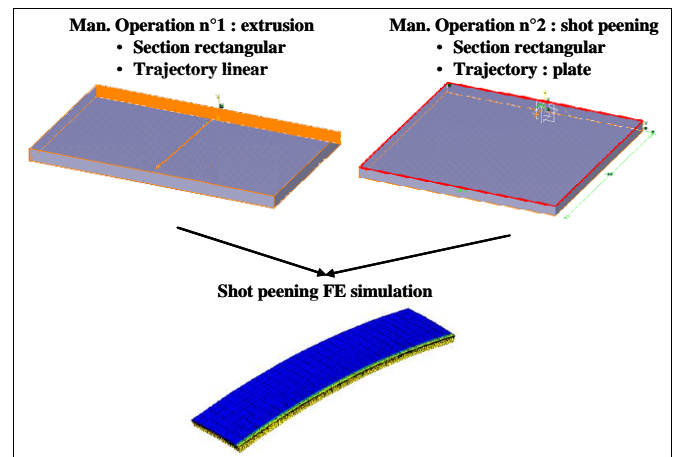 Man. Operation n°1 : extrusion
• Section rectangular
• Trajectory linear
Man. Operation n°2 : shot peening
• Section rectangular
• Trajectory : plate
Shot peening FE simulation